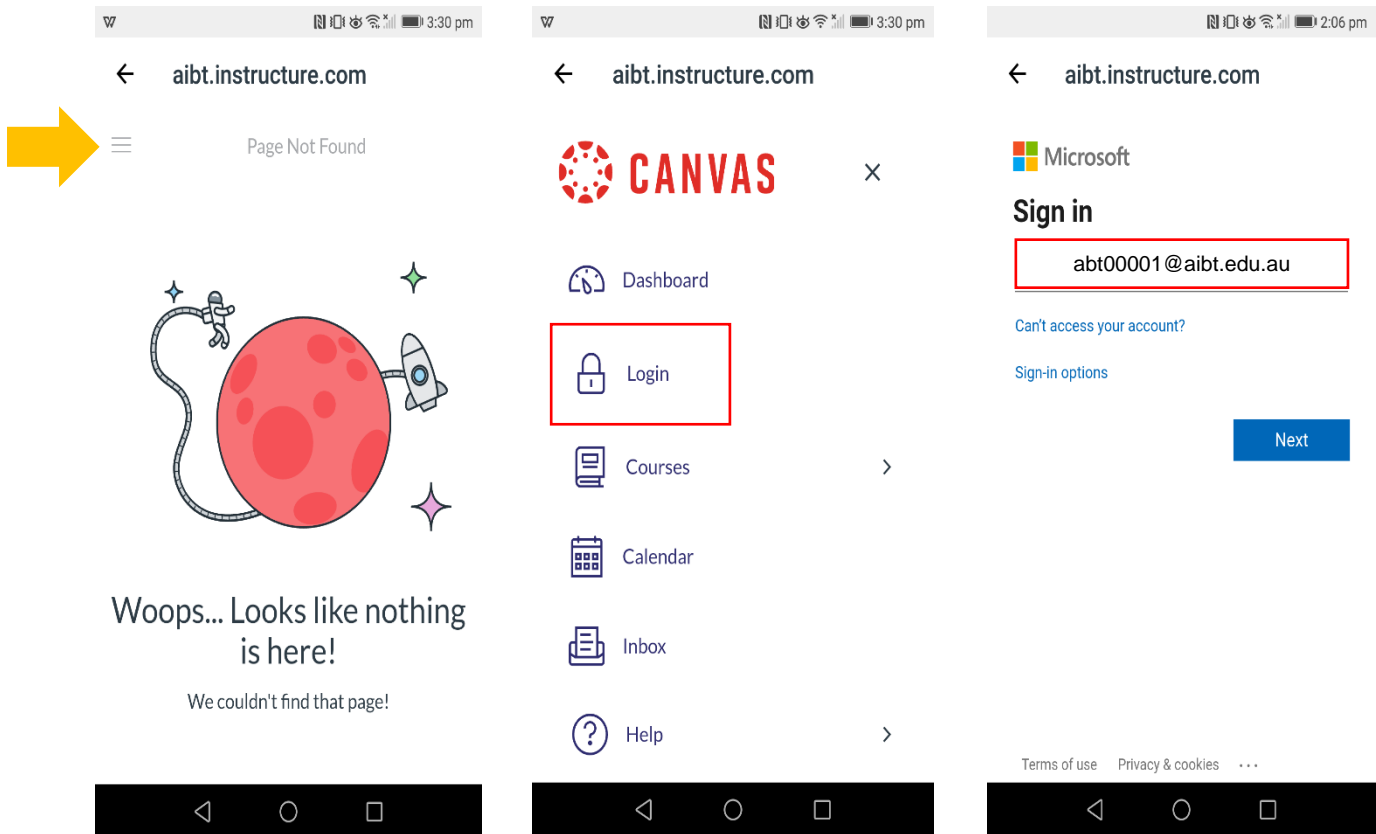 3:30 pm
aibt.instructure.com
Page Not Found
Woops... Looks like nothing
is here!
We couldn't find that page!
3:30 pm
aibt.instructure.com
CANVAS
Dashboard
Login
Courses
Calendar
Inbox
Help
2:06 pm
aibt.instructure.com
Microsoft
Sign in
abt00001@aibt.edu.au
Can't access your account?
Sign-in options
Next
Terms of use Privacy & cookies ...